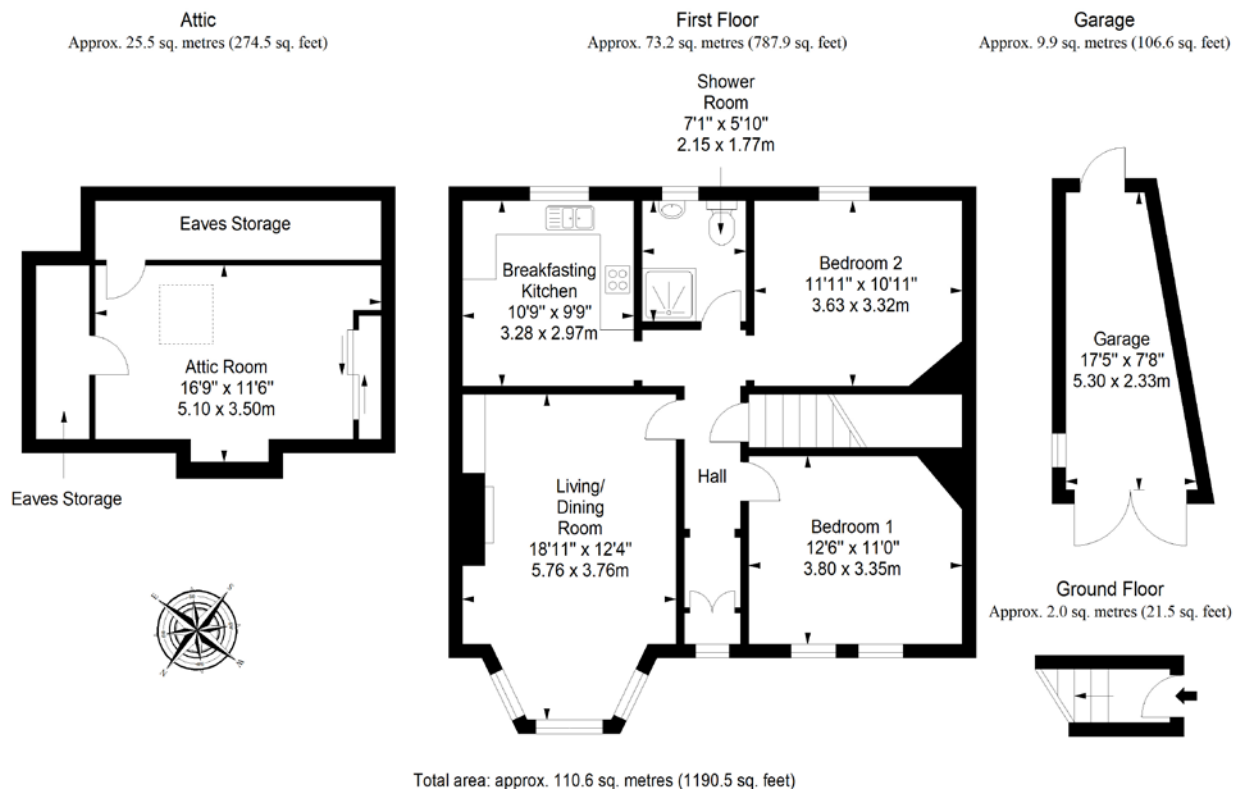 Attic
Approx. 25.5 sq. metres (274.5 sq. feet)
Eaves Storage
Attic Room
16'9" x 11'6"
5.10 x 3.50m
Eaves Storage
First Floor
Approx. 73.2 sq. metres (787.9 sq. feet)
Shower
Room
7'1" x 5'10"
2.15 x 1.77m
Breakfasting
Kitchen
10'9" x 9'9"
3.28 x 2.97m
Bedroom 2
11'11" x 10'11"
3.63 x 3.32m
Living/
Dining
Room
18'11" x 12'4"
5.76 x 3.76m
Hall
Bedroom 1
12'6" x 11'0"
3.80 x 3.35m
Garage
Approx. 9.9 sq. metres (106.6 sq. feet)
Garage
17'5" x 7'8"
5.30 x 2.33m
Ground Floor
Approx. 2.0 sq. metres (21.5 sq. feet)
S
E
W
N
Total area: approx. 110.6 sq. metres (1190.5 sq. feet)